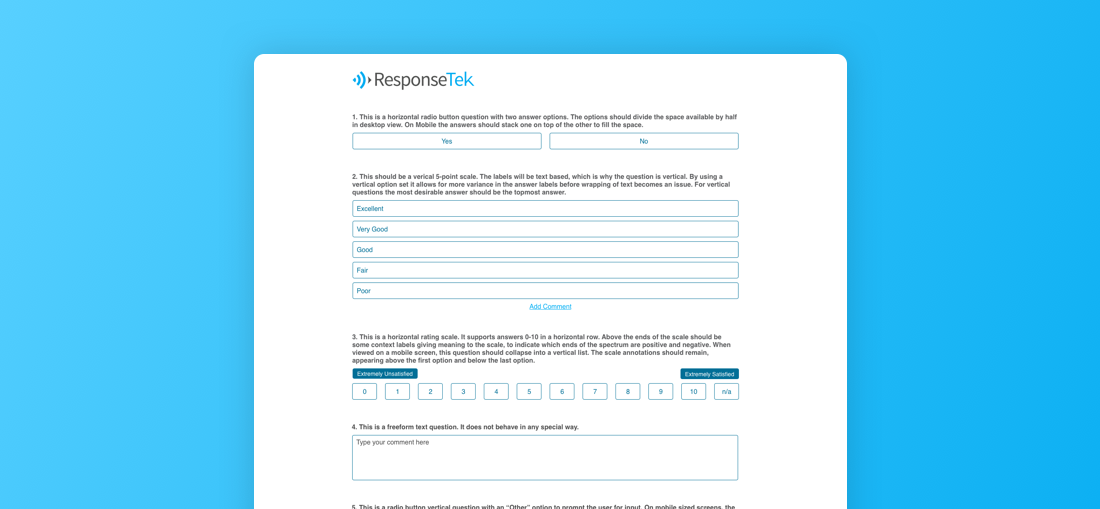 ResponseTek
1. This is a horizontal radio button question with two answer options. The options should divide the space available by half
in desktop view. On Mobile the answers should stack one on top of the other to fill the space.
Yes No
2. This should be a verical 5-point scale. The labels will be text based, which is why the question is vertical. By using a
vertical option set it allows for more variance in the answer labels before wrapping of text becomes an issue. For vertical
questions the most desirable answer should be the topmost answer.
Excellent
Very Good
Good
Fair
Poor
Add Comment
3. This is a horizontal rating scale. It supports answers 0-10 in a horizontal row. Above the ends of the scale should be
some context labels giving meaning to the scale, to indicate which ends of the spectrum are positive and negative. When
viewed on a mobile screen, this question should collapse into a vertical list. The scale annotations should remain,
appearing above the first option and below the last option.
Extremely Unsatisfied Extremely Satisfied
0 1 2 3 4 5 6 7 8 9 10 n/a
4. This is a freeform text question. It does not behave in any special way.
Type your comment here
5. This is a radio button vertical question with an “Other” option to prompt the user for input. On mobile sized screens, the